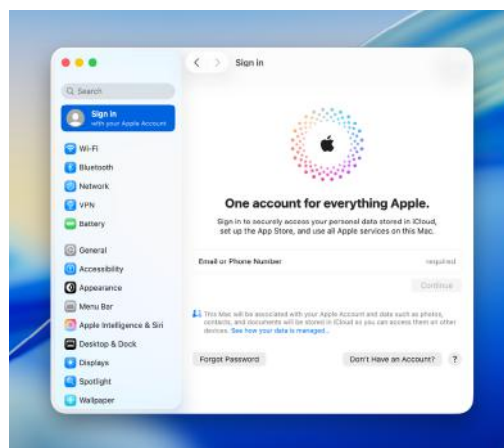 Sign in
Search
Sign in
with your Apple Account
Wi-Fi
Bluetooth
Network
VPN
Battery
General
Accessibility
Appearance
Menu Bar
Apple Intelligence & Siri
Desktop & Dock
Displays
Spotlight
Wallpaper
One account for everything Apple.
Sign in to securely access your personal data stored in iCloud,
set up the App Store, and use all Apple services on this Mac.
Email or Phone Number
required
Continue
This Mac will be associated with your Apple Account and data such as photos,
contacts, and documents will be stored in iCloud so you can access them on other
devices. See how your data is managed...
Forgot Password
Don't Have an Account?
?